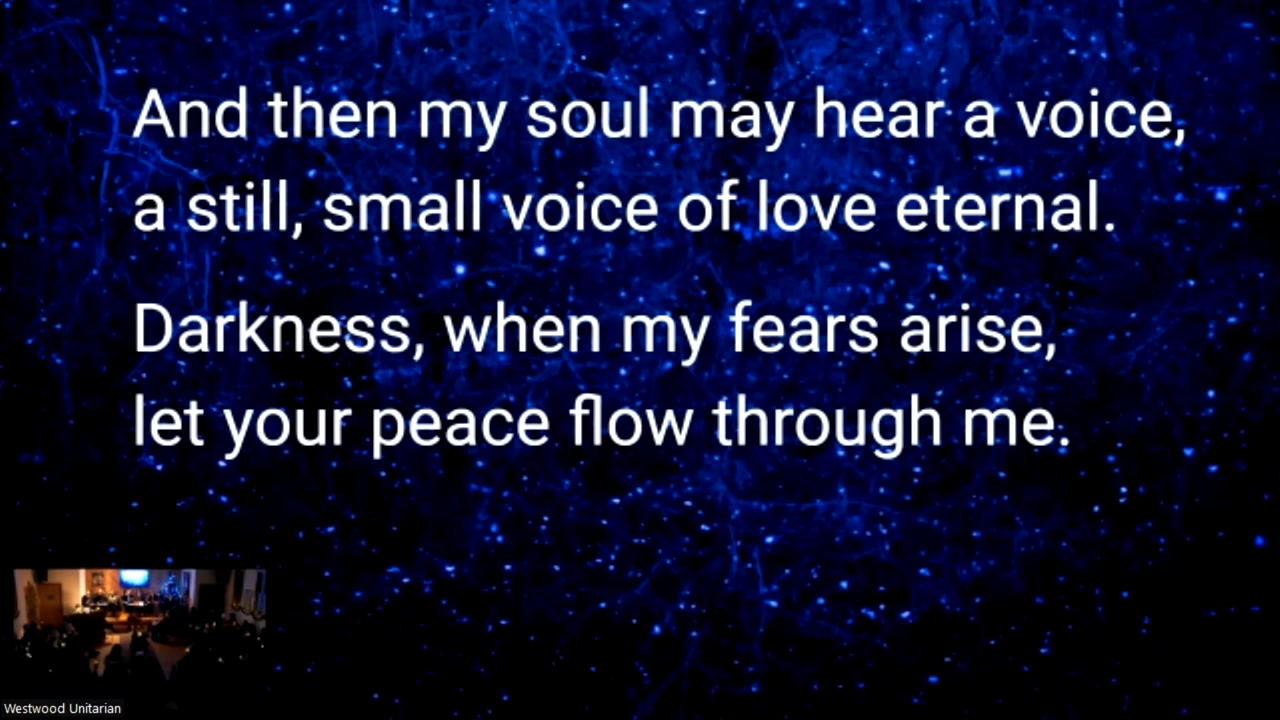 And then my soul may hear a voice,
a still, small voice of love eternal.
Darkness, when my fears arise,
let your peace flow through me.
Westwood Unitarian